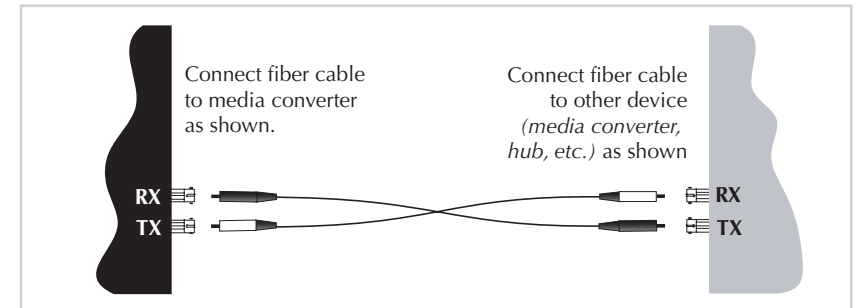 Connect fiber cable
to media converter
as shown.
Connect fiber cable
to other device
(media converter,
hub, etc.) as shown
RX
TX
RX
TX